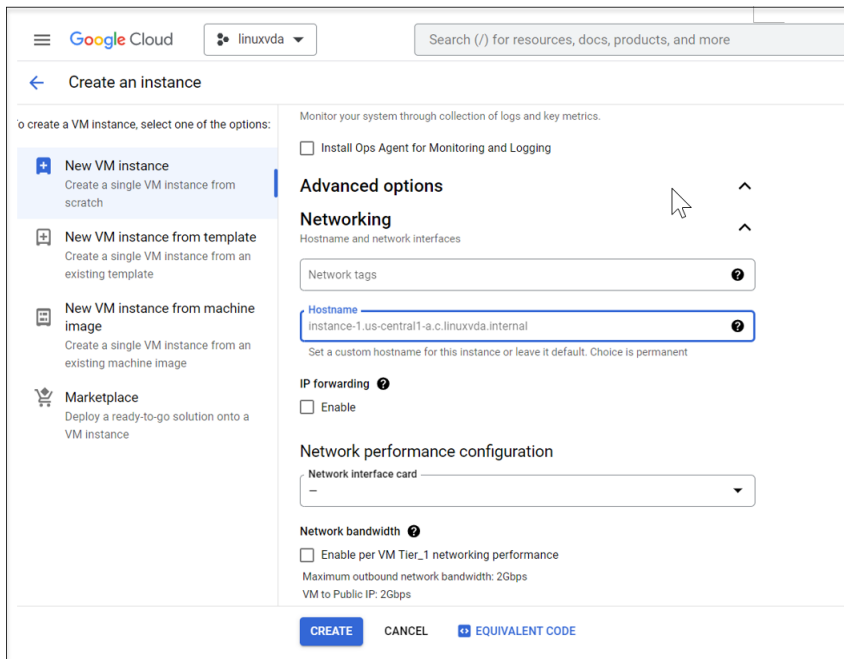 Google Cloud
linuxvda
Search (/) for resources, docs, products, and more
Create an instance
o create a VM instance, select one of the options:
New VM instance
Create a single VM instance from
scratch
New VM instance from template
Create a single VM instance from an
existing template
New VM instance from machine
image
Create a single VM instance from an
existing machine image
Marketplace
Deploy a ready-to-go solution onto a
VM instance
Monitor your system through collection of logs and key metrics.
Install Ops Agent for Monitoring and Logging
Advanced options
Networking
Hostname and network interfaces
Network tags
Hostname
instance-1.us-central1-a.c.linuxvda.internal
Set a custom hostname for this instance or leave it default. Choice is permanent
IP forwarding
Enable
Network performance configuration
Network interface card
–
Network bandwidth
Enable per VM Tier_1 networking performance
Maximum outbound network bandwidth: 2Gbps
VM to Public IP: 2Gbps
CREATE CANCEL EQUIVALENT CODE